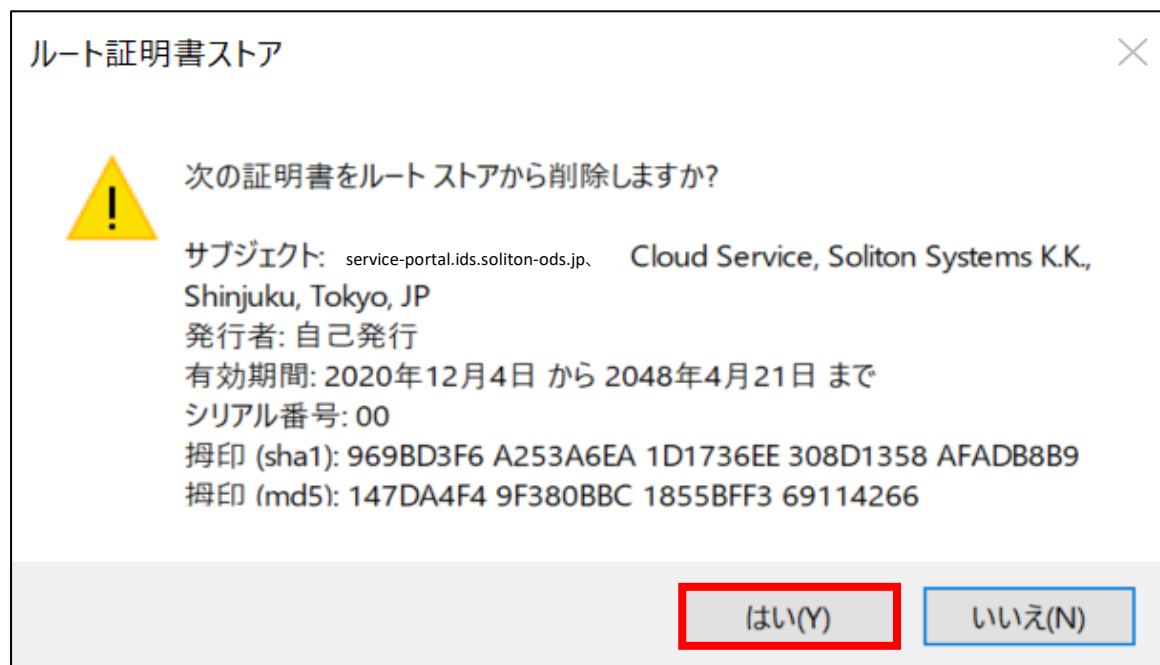 ルート証明書ストア
次の証明書をルート ストアから削除しますか?
サブジェクト: service-portal.ids.soliton-ods.jp、 Cloud Service, Soliton Systems K.K.,
Shinjuku, Tokyo, JP
発行者: 自己発行
有効期間: 2020年12月4日 から 2048年4月21日 まで
シリアル番号: 00
拇印 (sha1): 969BD3F6 A253A6EA 1D1736EE 308D1358 AFADB8B9
拇印 (md5): 147DA4F4 9F380BBC 1855BFF3 69114266
はい(Y) いいえ(N)